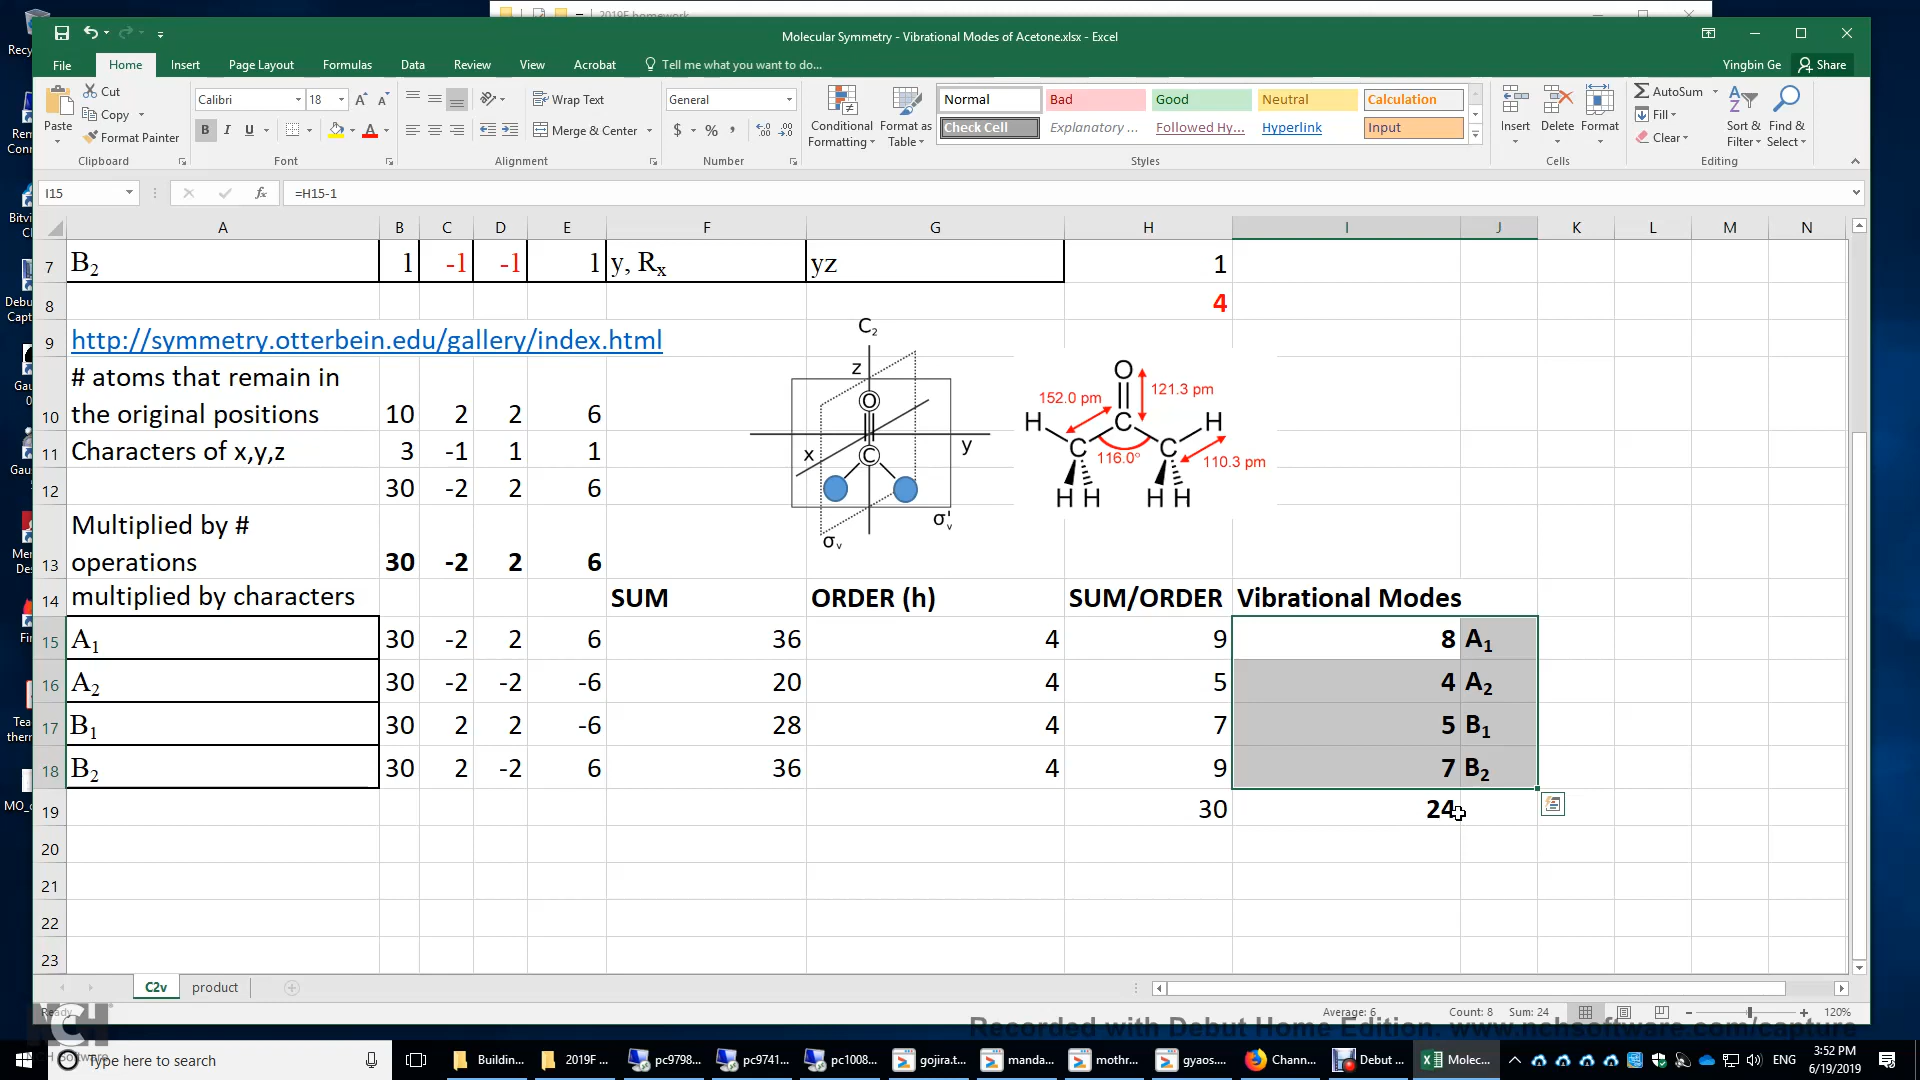 2019F homework
Molecular Symmetry - Vibrational Modes of Acetone.xlsx - Excel
File Home Insert Page Layout Formulas Data Review View Acrobat Tell me what you want to do... Yingbin Ge Share
Paste Cut Copy Format Painter Clipboard
Calibri 18 A A B I U A Font
Wrap Text Merge & Center Alignment
General $ % , Number
Conditional Formatting Format as Table
Normal Bad Good Neutral Calculation
Check Cell Explanatory ... Followed Hy... Hyperlink Input
Styles
Insert Delete Format Cells
AutoSum Fill Clear Sort & Filter Find & Select Editing
I15 fx =H15-1
A B C D E F G H I J K L M N
7 B₂ 1 -1 -1 1 y, Rₓ yz 1
8 4
9 http://symmetry.otterbein.edu/gallery/index.html
10 # atoms that remain in the original positions 10 2 2 6
11 Characters of x,y,z 3 -1 1 1
12 30 -2 2 6
13 Multiplied by # operations 30 -2 2 6
C₂ z O C x y σᵥ σ'ᵥ
O 121.3 pm 152.0 pm H C C C H 116.0° 110.3 pm H H H H
14 multiplied by characters SUM ORDER (h) SUM/ORDER Vibrational Modes
15 A₁ 30 -2 2 6 36 4 9 8 A₁
16 A₂ 30 -2 -2 -6 20 4 5 4 A₂
17 B₁ 30 2 2 -6 28 4 7 5 B₁
18 B₂ 30 2 -2 6 36 4 9 7 B₂
19 30 24
20
21
22
23
C2v product
Ready Average: 6 Count: 8 Sum: 24 120%
NCH Software
Recorded with Debut Home Edition. www.nchsoftware.com/capture
Type here to search Buildin... 2019F ... pc9798... pc9741... pc1008... gojira.t... manda... mothr... gyaos.... Chann... Debut ... Molec... ENG 3:52 PM
6/19/2019